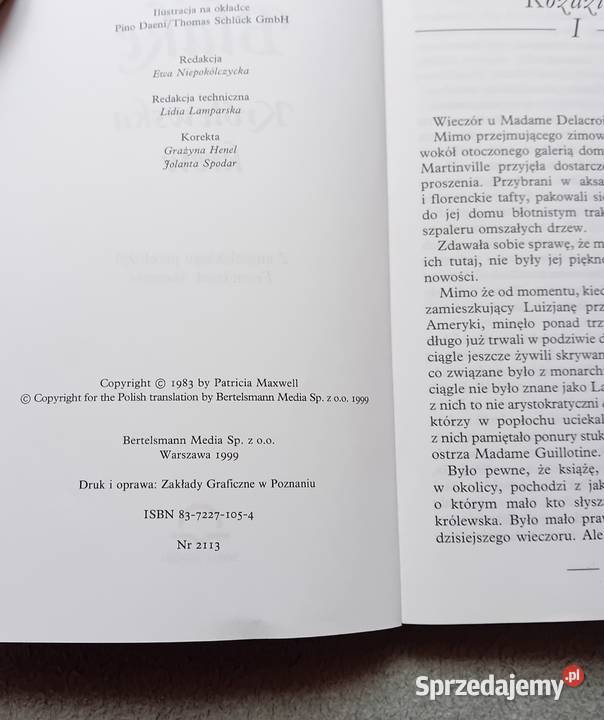 Ilustracja na okładce
Pino Daeni/Thomas Schlück GmbH
Redakcja
Ewa Niepokólczycka
Redakcja techniczna
Lidia Lamparska
Korekta
Grażyna Henel
Jolanta Spodar
Copyright © 1983 by Patricia Maxwell
© Copyright for the Polish translation by Bertelsmann Media Sp. z o.o. 1999
Bertelsmann Media Sp. z o.o.
Warszawa 1999
Druk i oprawa: Zakłady Graficzne w Poznaniu
ISBN 83-7227-105-4
Nr 2113
I
Wieczór u Madame Delacroi
Mimo przejmującego zimow
wokół otoczonego galerią dom
Martinville przyjęła dostarcz
proszenia. Przybrani w aksa
i florenckie tafty, pakowali si
do jej domu błotnistym trak
szpaleru omszałych drzew.
Zdawała sobie sprawę, że m
ich tutaj, nie były jej piękn
nowości.
Mimo że od momentu, kied
zamieszkujący Luizjanę prz
Ameryki, minęło ponad trz
długo już trwali w podziwie d
ciągle jeszcze żywili skrywan
co związane było z monarch
ciągle nie było znane jako La
z nich to nie arystokratyczni
którzy w popłochu uciekal
z nich pamiętało ponury stuk
ostrza Madame Guillotine.
Było pewne, że książę,
w okolicy, pochodzi z jak
o którym mało kto słysz
królewska. Było mało praw
dzisiejszego wieczoru. Ale
Sprzedajemy.pl